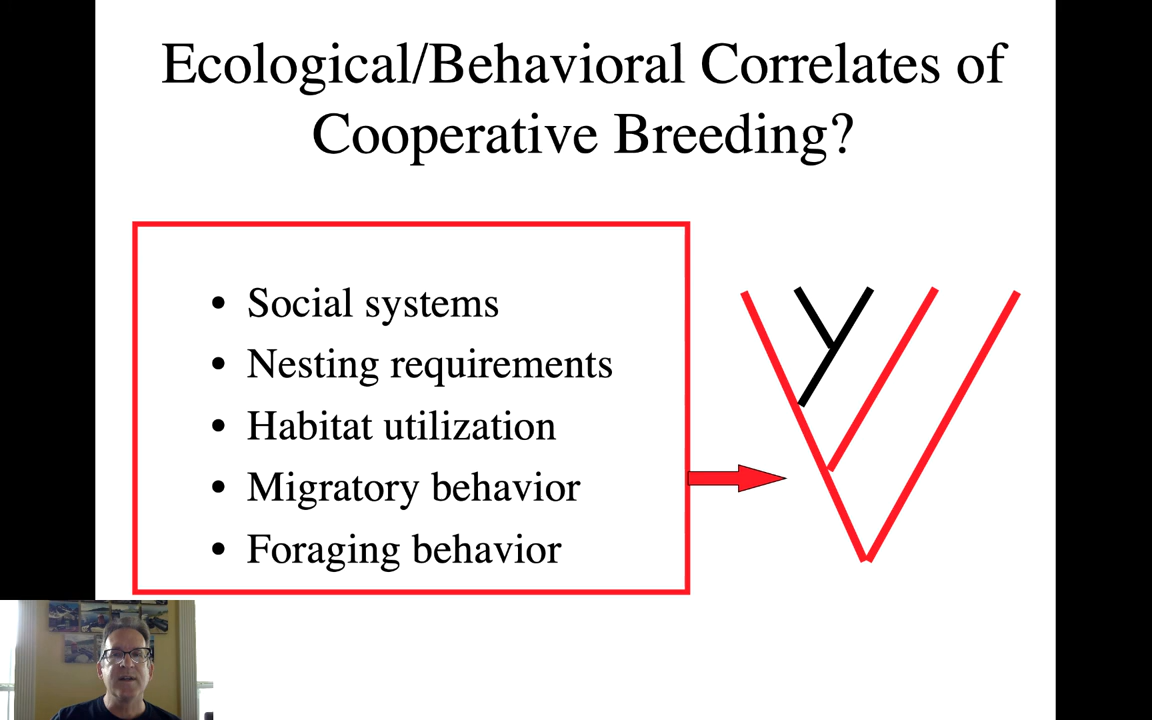 Ecological/Behavioral Correlates of
Cooperative Breeding?
• Social systems
• Nesting requirements
• Habitat utilization
• Migratory behavior
• Foraging behavior